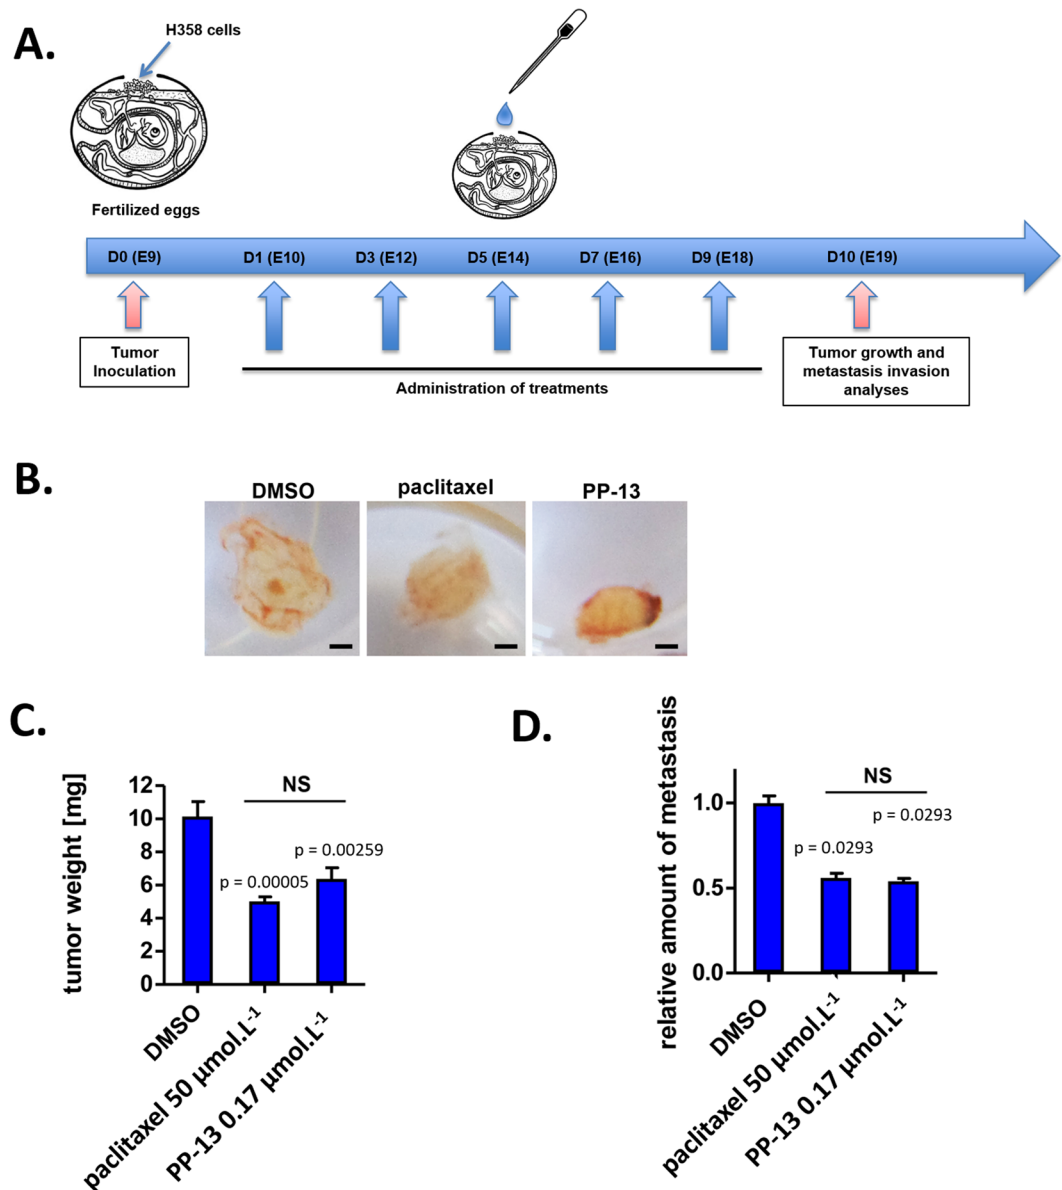 A.
H358 cells
Fertilized eggs
D0 (E9)
D1 (E10)
D3 (E12)
D5 (E14)
D7 (E16)
D9 (E18)
D10 (E19)
Tumor
Inoculation
Administration of treatments
Tumor growth and
metastasis invasion
analyses
B.
DMSO
paclitaxel
PP-13
C.
tumor weight [mg]
12
10
8
6
4
2
0
NS
p = 0.00005
p = 0.00259
DMSO
paclitaxel 50 µmol.L⁻¹
PP-13 0.17 µmol.L⁻¹
D.
relative amount of metastasis
1.0
0.5
0.0
NS
p = 0.0293
p = 0.0293
DMSO
paclitaxel 50 µmol.L⁻¹
PP-13 0.17 µmol.L⁻¹